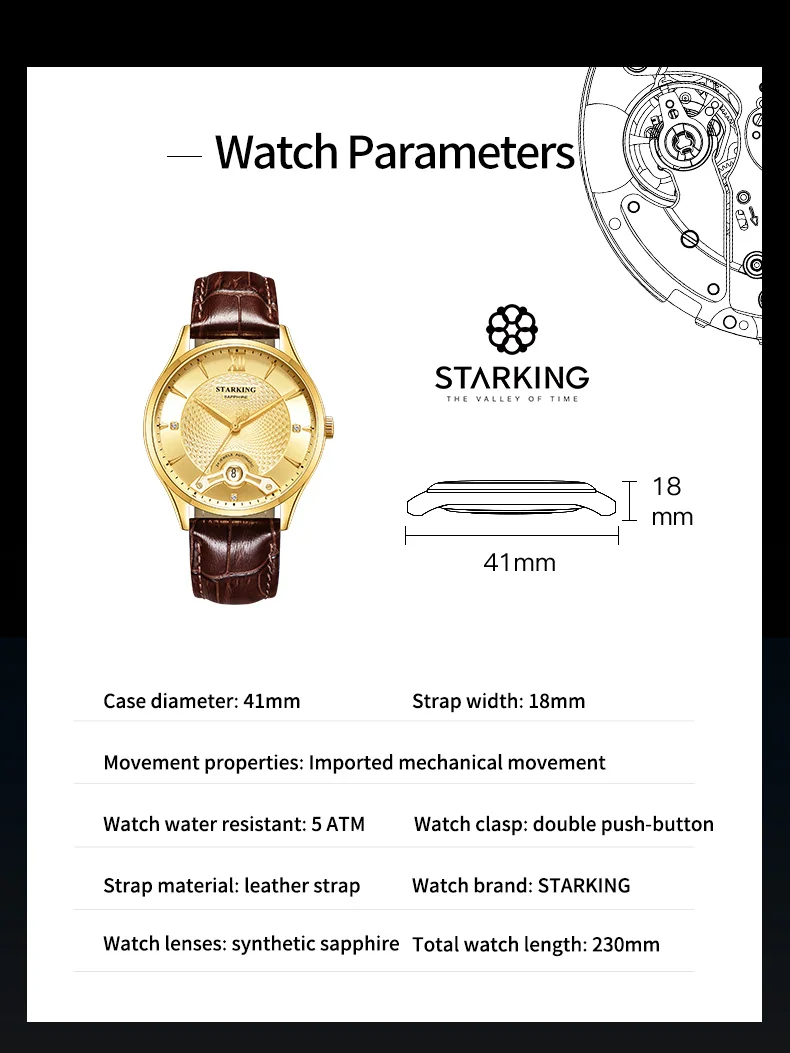 Watch Parameters
XII
STARKING
SAPPHIRE
8
STARKING
THE VALLEY OF TIME
18
mm
41mm
Case diameter: 41mm
Strap width: 18mm
Movement properties: Imported mechanical movement
Watch water resistant: 5 ATM
Watch clasp: double push-button
Strap material: leather strap
Watch brand: STARKING
Watch lenses: synthetic sapphire
Total watch length: 230mm